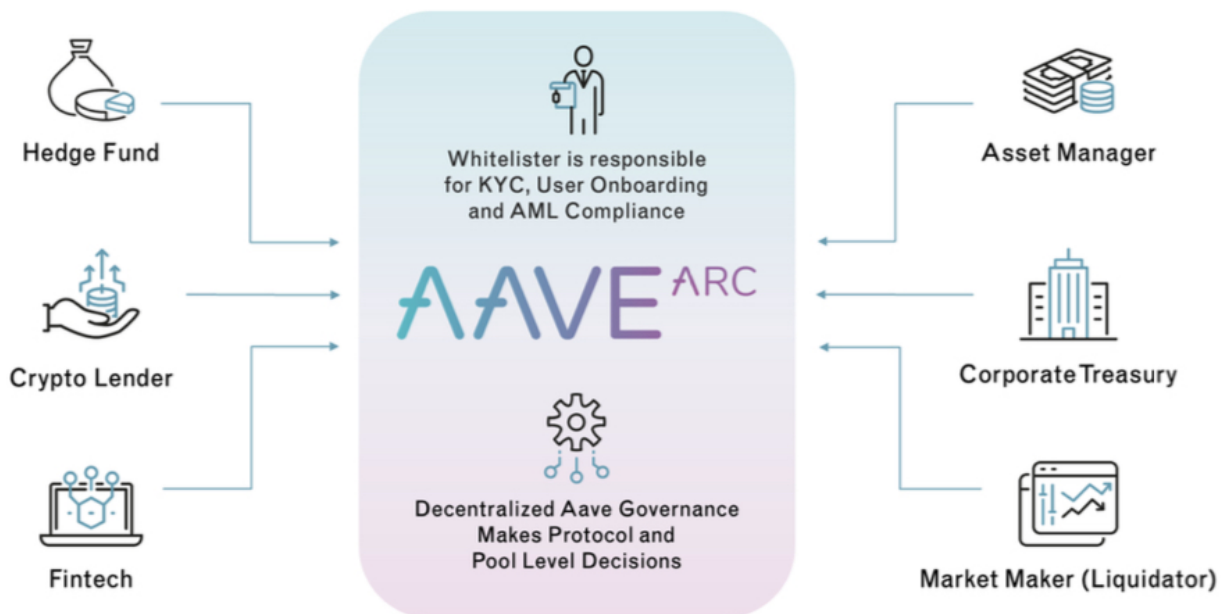 Hedge Fund
Crypto Lender
Fintech
Whitelister is responsible
for KYC, User Onboarding
and AML Compliance
AAVE ARC
Decentralized Aave Governance
Makes Protocol and
Pool Level Decisions
Asset Manager
Corporate Treasury
Market Maker (Liquidator)